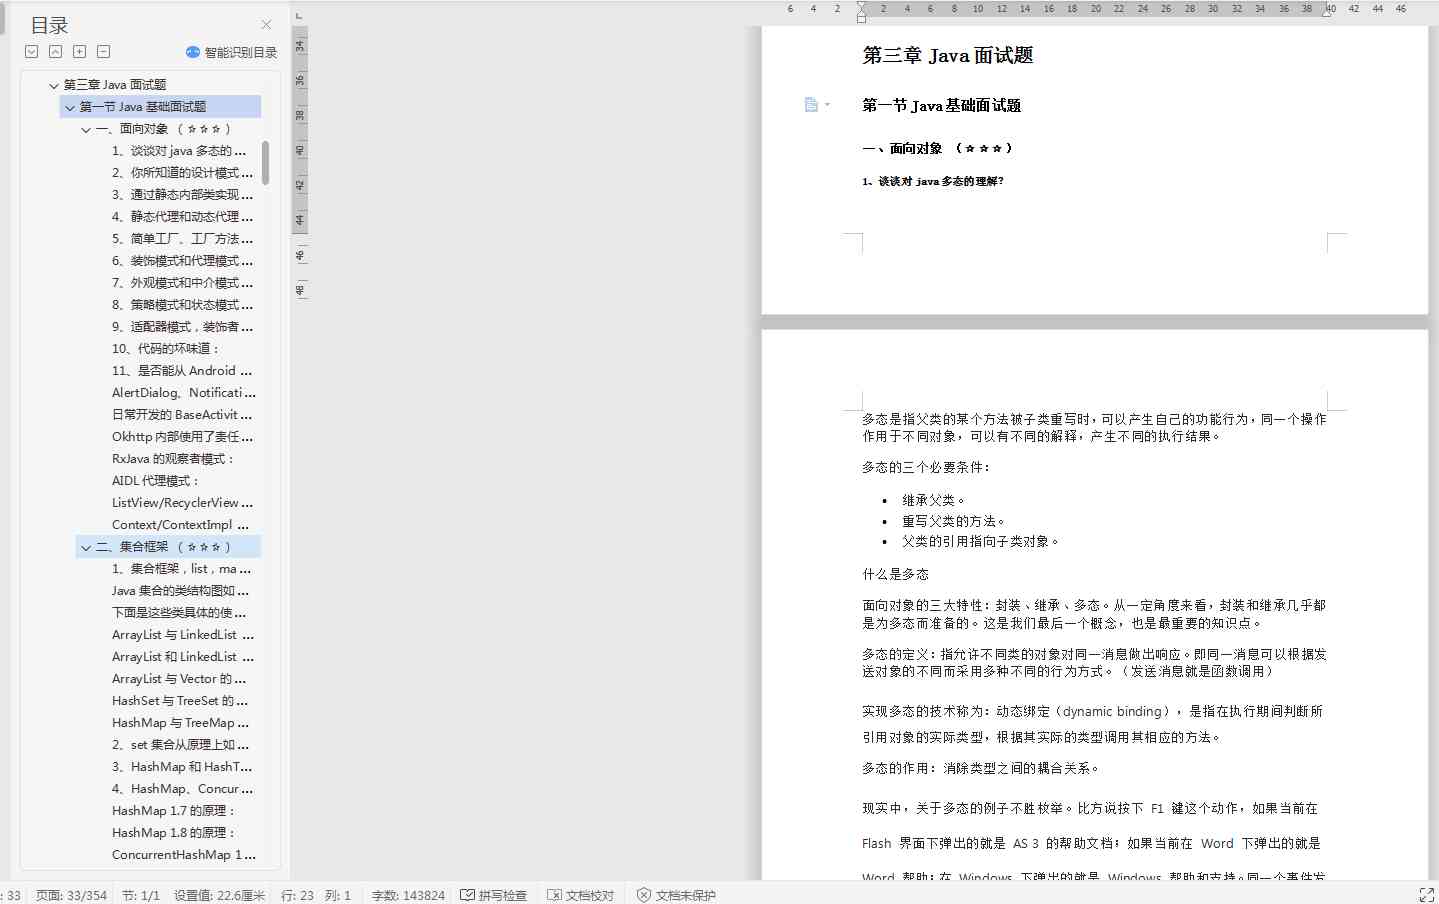 目录
智能识别目录
第三章 Java 面试题
第一节 Java 基础面试题
一、面向对象 （☆☆☆）
1、谈谈对 java 多态的 ...
2、你所知道的设计模式 ...
3、通过静态内部类实现 ...
4、静态代理和动态代理 ...
5、简单工厂、工厂方法 ...
6、装饰模式和代理模式 ...
7、外观模式和中介模式 ...
8、策略模式和状态模式 ...
9、适配器模式，装饰者 ...
10、代码的坏味道：
11、是否能从 Android ...
AlertDialog、Notificati ...
日常开发的 BaseActivit ...
Okhttp 内部使用了责任 ...
RxJava 的观察者模式：
AIDL 代理模式：
ListView/RecyclerView ...
Context/ContextImpl ...
二、集合框架 （☆☆☆）
1、集合框架，list，ma ...
Java 集合的类结构图如 ...
下面是这些类具体的使 ...
ArrayList 与 LinkedList ...
ArrayList 和 LinkedList ...
ArrayList 与 Vector 的 ...
HashSet 与 TreeSet 的 ...
HashMap 与 TreeMap ...
2、set 集合从原理上如 ...
3、HashMap 和 HashT...
4、HashMap、Concur ...
HashMap 1.7 的原理：
HashMap 1.8 的原理：
ConcurrentHashMap 1 ...
34
36
38
40
42
44
46
48
6 4 2 2 4 6 8 10 12 14 16 18 20 22 24 26 28 30 32 34 36 38 40 42 44 46
第三章 Java 面试题
第一节 Java 基础面试题
一、面向对象 （☆☆☆）
1、谈谈对 java 多态的理解？
多态是指父类的某个方法被子类重写时，可以产生自己的功能行为，同一个操作
作用于不同对象，可以有不同的解释，产生不同的执行结果。
多态的三个必要条件：
• 继承父类。
• 重写父类的方法。
• 父类的引用指向子类对象。
什么是多态
面向对象的三大特性：封装、继承、多态。从一定角度来看，封装和继承几乎都
是为多态而准备的。这是我们最后一个概念，也是最重要的知识点。
多态的定义：指允许不同类的对象对同一消息做出响应。即同一消息可以根据发
送对象的不同而采用多种不同的行为方式。（发送消息就是函数调用）
实现多态的技术称为：动态绑定（dynamic binding），是指在执行期间判断所
引用对象的实际类型，根据其实际的类型调用其相应的方法。
多态的作用：消除类型之间的耦合关系。
现实中，关于多态的例子不胜枚举。比方说按下 F1 键这个动作，如果当前在
Flash 界面下弹出的就是 AS 3 的帮助文档；如果当前在 Word 下弹出的就是
Word 帮助；在 Windows 下弹出的就是 Windows 帮助和支持。同一个事件发
: 33 页面: 33/354 节: 1/1 设置值: 22.6厘米 行: 23 列: 1 字数: 143824 拼写检查 文档校对 文档未保护